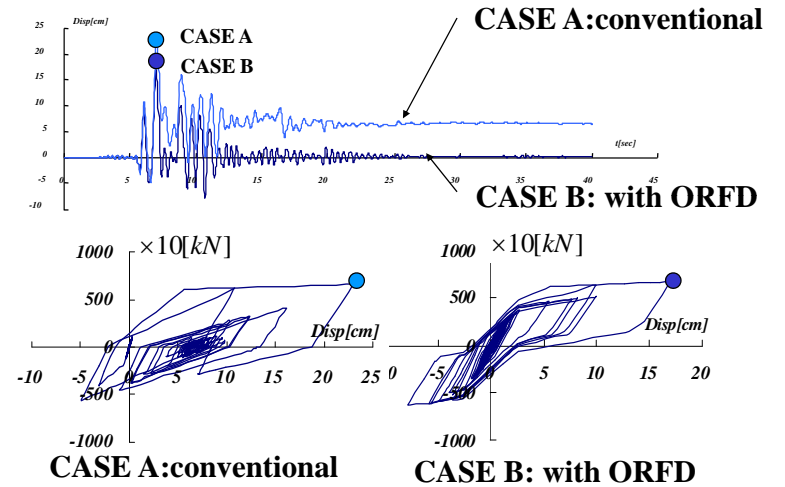 CASE A:conventional
Disp[cm]
25
CASE A
20
CASE B
15
10
5
t[sec]
0
0 5 10 15 20 25 30 35 40 45
-5
-10
CASE B: with ORFD
1000 ×10[kN]
500
Disp[cm]
0
-10 -5 0 5 10 15 20 25
-500
-1000
CASE A:conventional
1000 ×10[kN]
500
Disp[cm]
0
0 -5 0 5 10 15 20
-500
-1000
CASE B: with ORFD